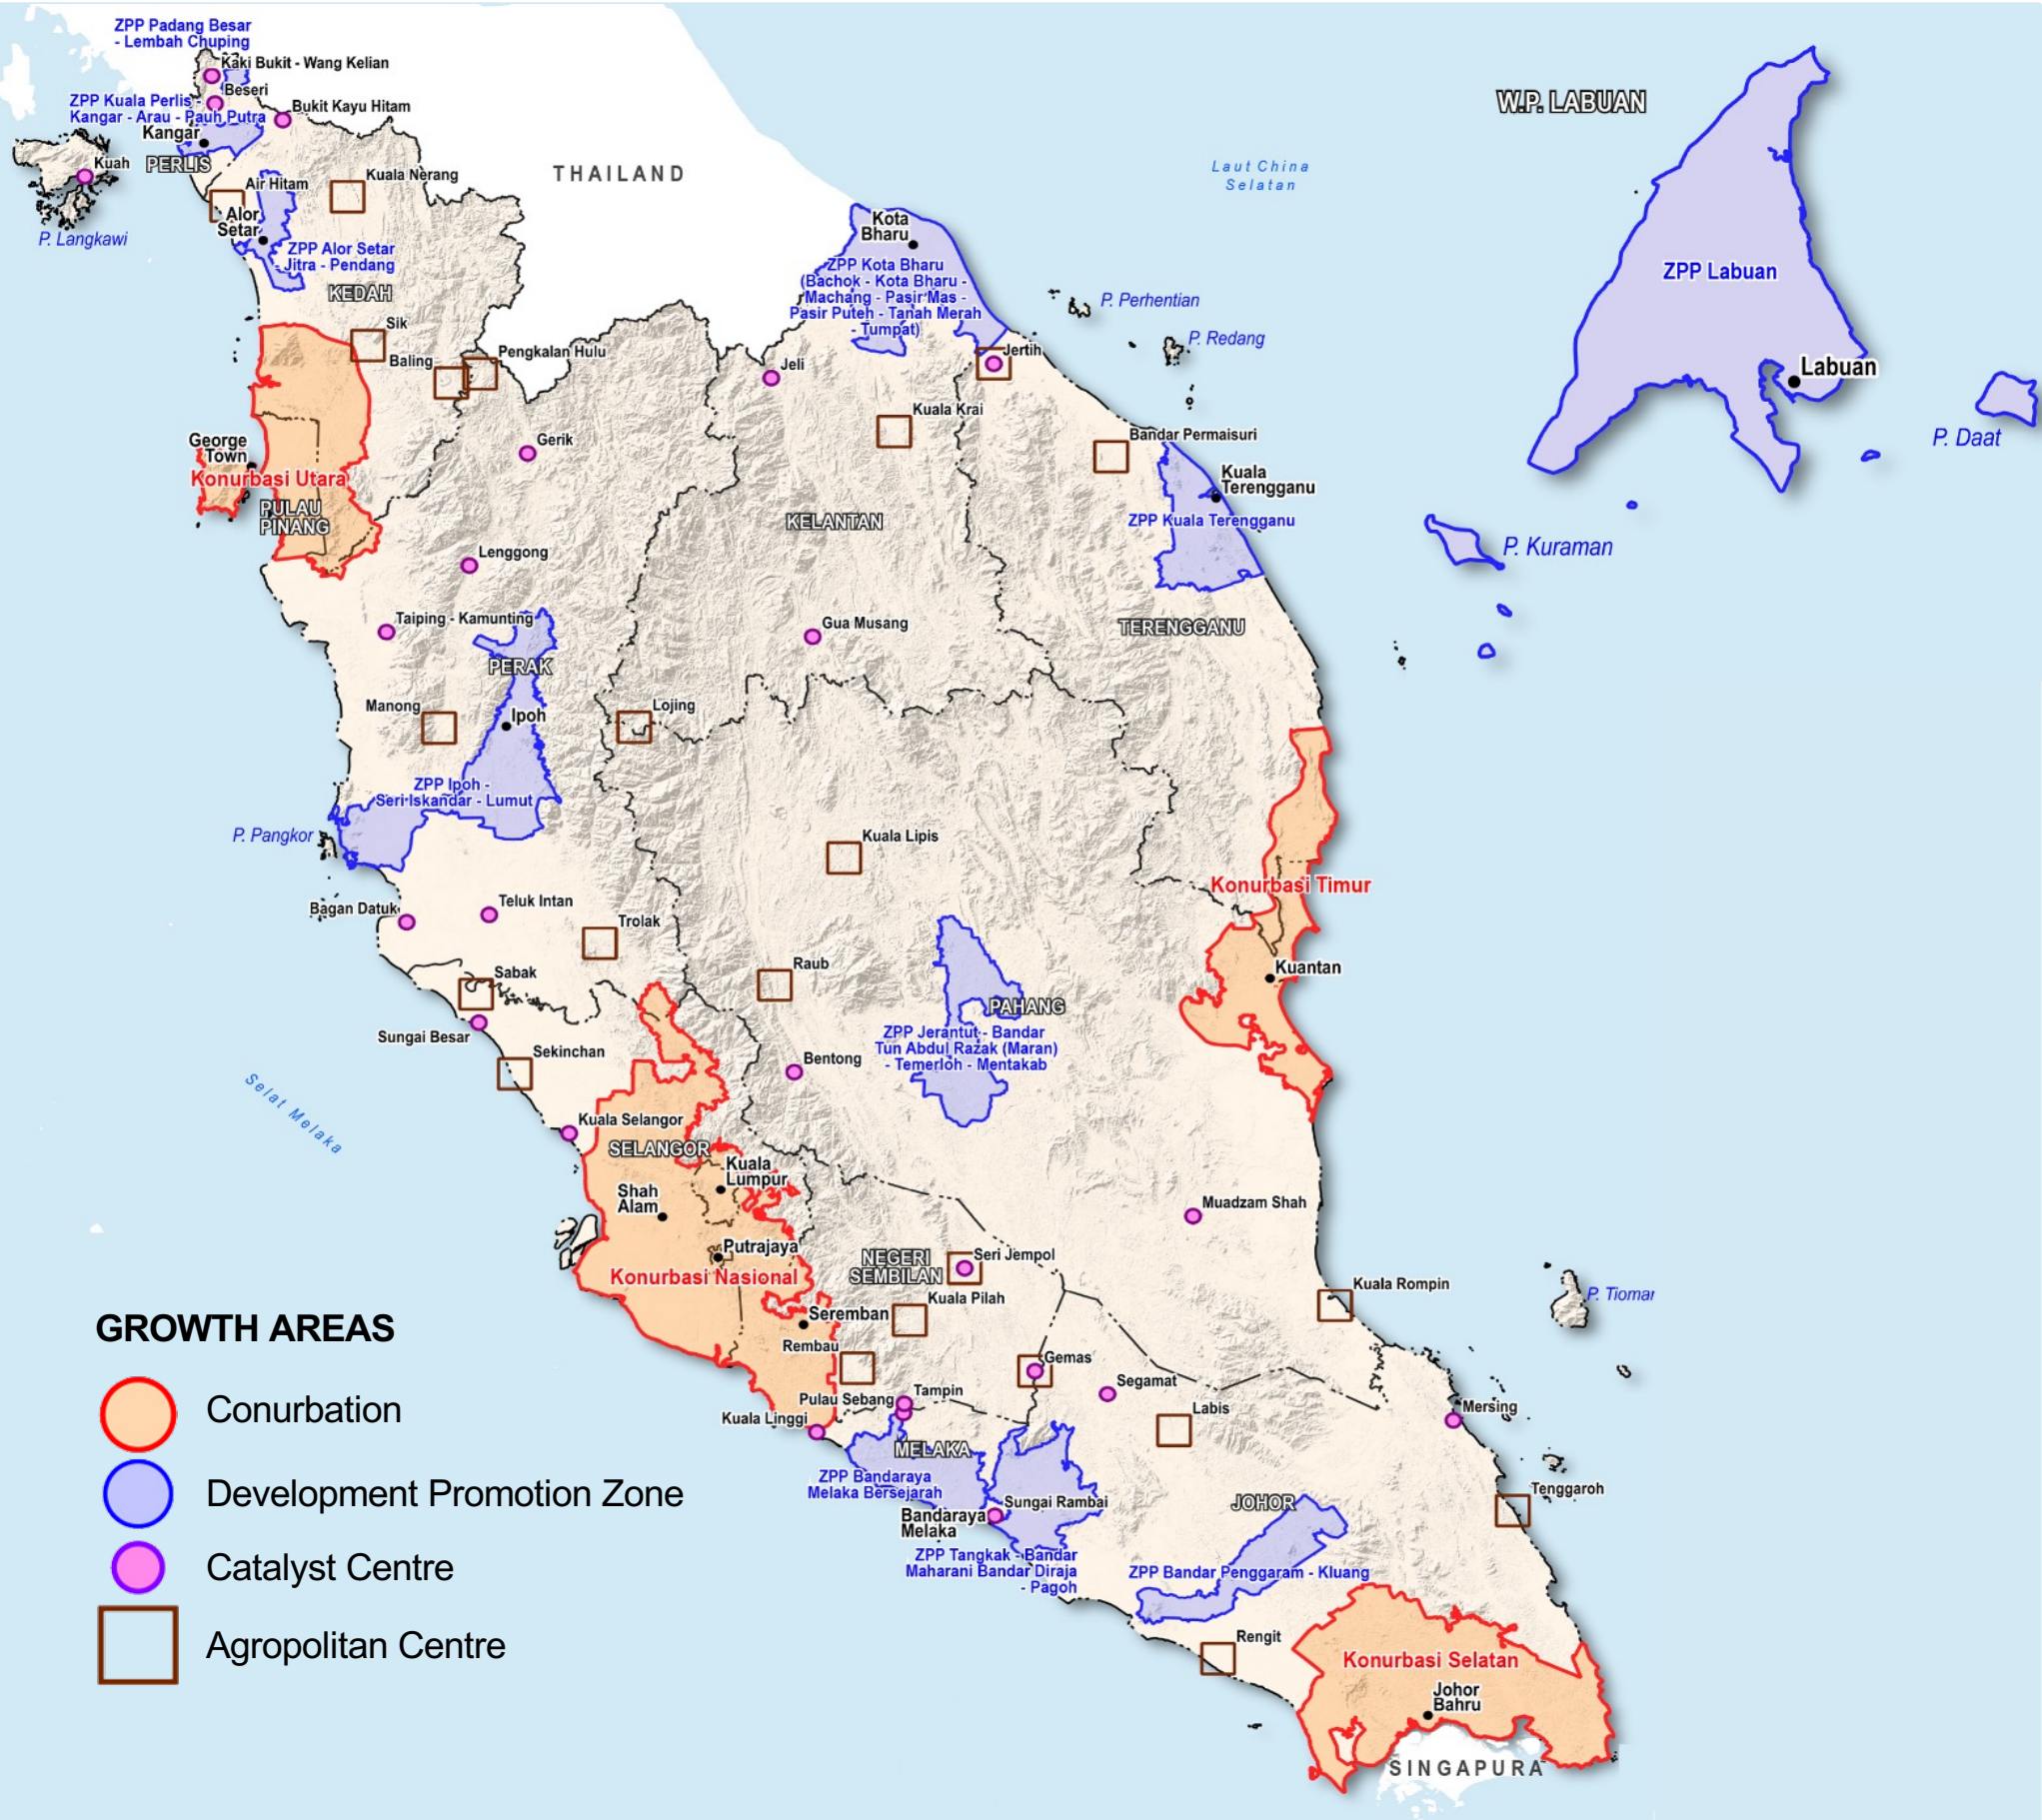 ZPP Padang Besar
- Lembah Chuping
Kaki Bukit - Wang Kelian
Beseri
ZPP Kuala Perlis -
Kangar - Arau - Pauh Putra
Bukit Kayu Hitam
Kangar
PERLIS
Kuah
P. Langkawi
Air Hitam
Kuala Nerang
Alor
Setar
ZPP Alor Setar
- Jitra - Pendang
KEDAH
THAILAND
Laut China
Selatan
W.P. LABUAN
ZPP Labuan
Labuan
P. Daat
P. Kuraman
Kota
Bharu
ZPP Kota Bharu
(Bachok - Kota Bharu -
Machang - Pasir Mas -
Pasir Puteh - Tanah Merah
- Tumpat)
P. Perhentian
P. Redang
Sik
Baling
Pengkalan Hulu
Jeli
Jertih
Kuala Krai
Gerik
Bandar Permaisuri
Kuala
Terengganu
ZPP Kuala Terengganu
George
Town
Konurbasi Utara
PULAU
PINANG
KELANTAN
Lenggong
Taiping - Kamunting
Gua Musang
TERENGGANU
PERAK
Manong
Ipoh
Lojing
ZPP Ipoh -
Seri Iskandar - Lumut
P. Pangkor
Kuala Lipis
Konurbasi Timur
Bagan Datuk
Teluk Intan
Trolak
Kuantan
Sabak
Raub
PAHANG
Sungai Besar
ZPP Jerantut - Bandar
Tun Abdul Razak (Maran)
- Temerloh - Mentakab
Sekinchan
Bentong
Selat Melaka
Kuala Selangor
SELANGOR
Kuala
Lumpur
Shah
Alam
Muadzam Shah
Putrajaya
Konurbasi Nasional
NEGERI
SEMBILAN
Seri Jempol
Kuala Pilah
Kuala Rompin
P. Tiomar
Seremban
Rembau
Gemas
Segamat
Pulau Sebang
Tampin
Kuala Linggi
Labis
Mersing
MELAKA
ZPP Bandaraya
Melaka Bersejarah
Sungai Rambai
Bandaraya
Melaka
JOHOR
Tenggaroh
ZPP Tangkak - Bandar
Maharani Bandar Diraja
- Pagoh
ZPP Bandar Penggaram - Kluang
Rengit
Konurbasi Selatan
Johor
Bahru
SINGAPURA
GROWTH AREAS
Conurbation
Development Promotion Zone
Catalyst Centre
Agropolitan Centre